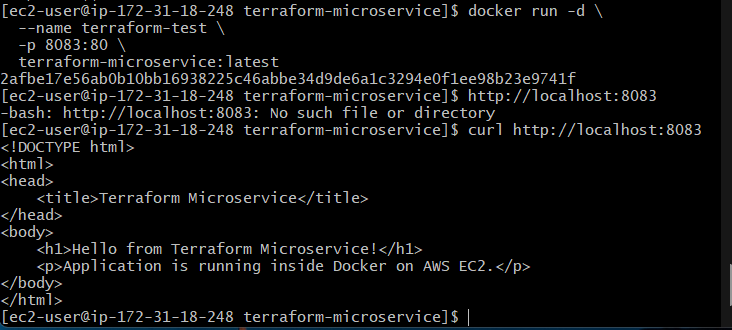 [ec2-user@ip-172-31-18-248 terraform-microservice]$ docker run -d \
  --name terraform-test \
  -p 8083:80 \
  terraform-microservice:latest
2afbe17e56ab0b10bb16938225c46abbe34d9de6a1c3294e0f1ee98b23e9741f
[ec2-user@ip-172-31-18-248 terraform-microservice]$ http://localhost:8083
-bash: http://localhost:8083: No such file or directory
[ec2-user@ip-172-31-18-248 terraform-microservice]$ curl http://localhost:8083
<!DOCTYPE html>
<html>
<head>
    <title>Terraform Microservice</title>
</head>
<body>
    <h1>Hello from Terraform Microservice!</h1>
    <p>Application is running inside Docker on AWS EC2.</p>
</body>
</html>
[ec2-user@ip-172-31-18-248 terraform-microservice]$